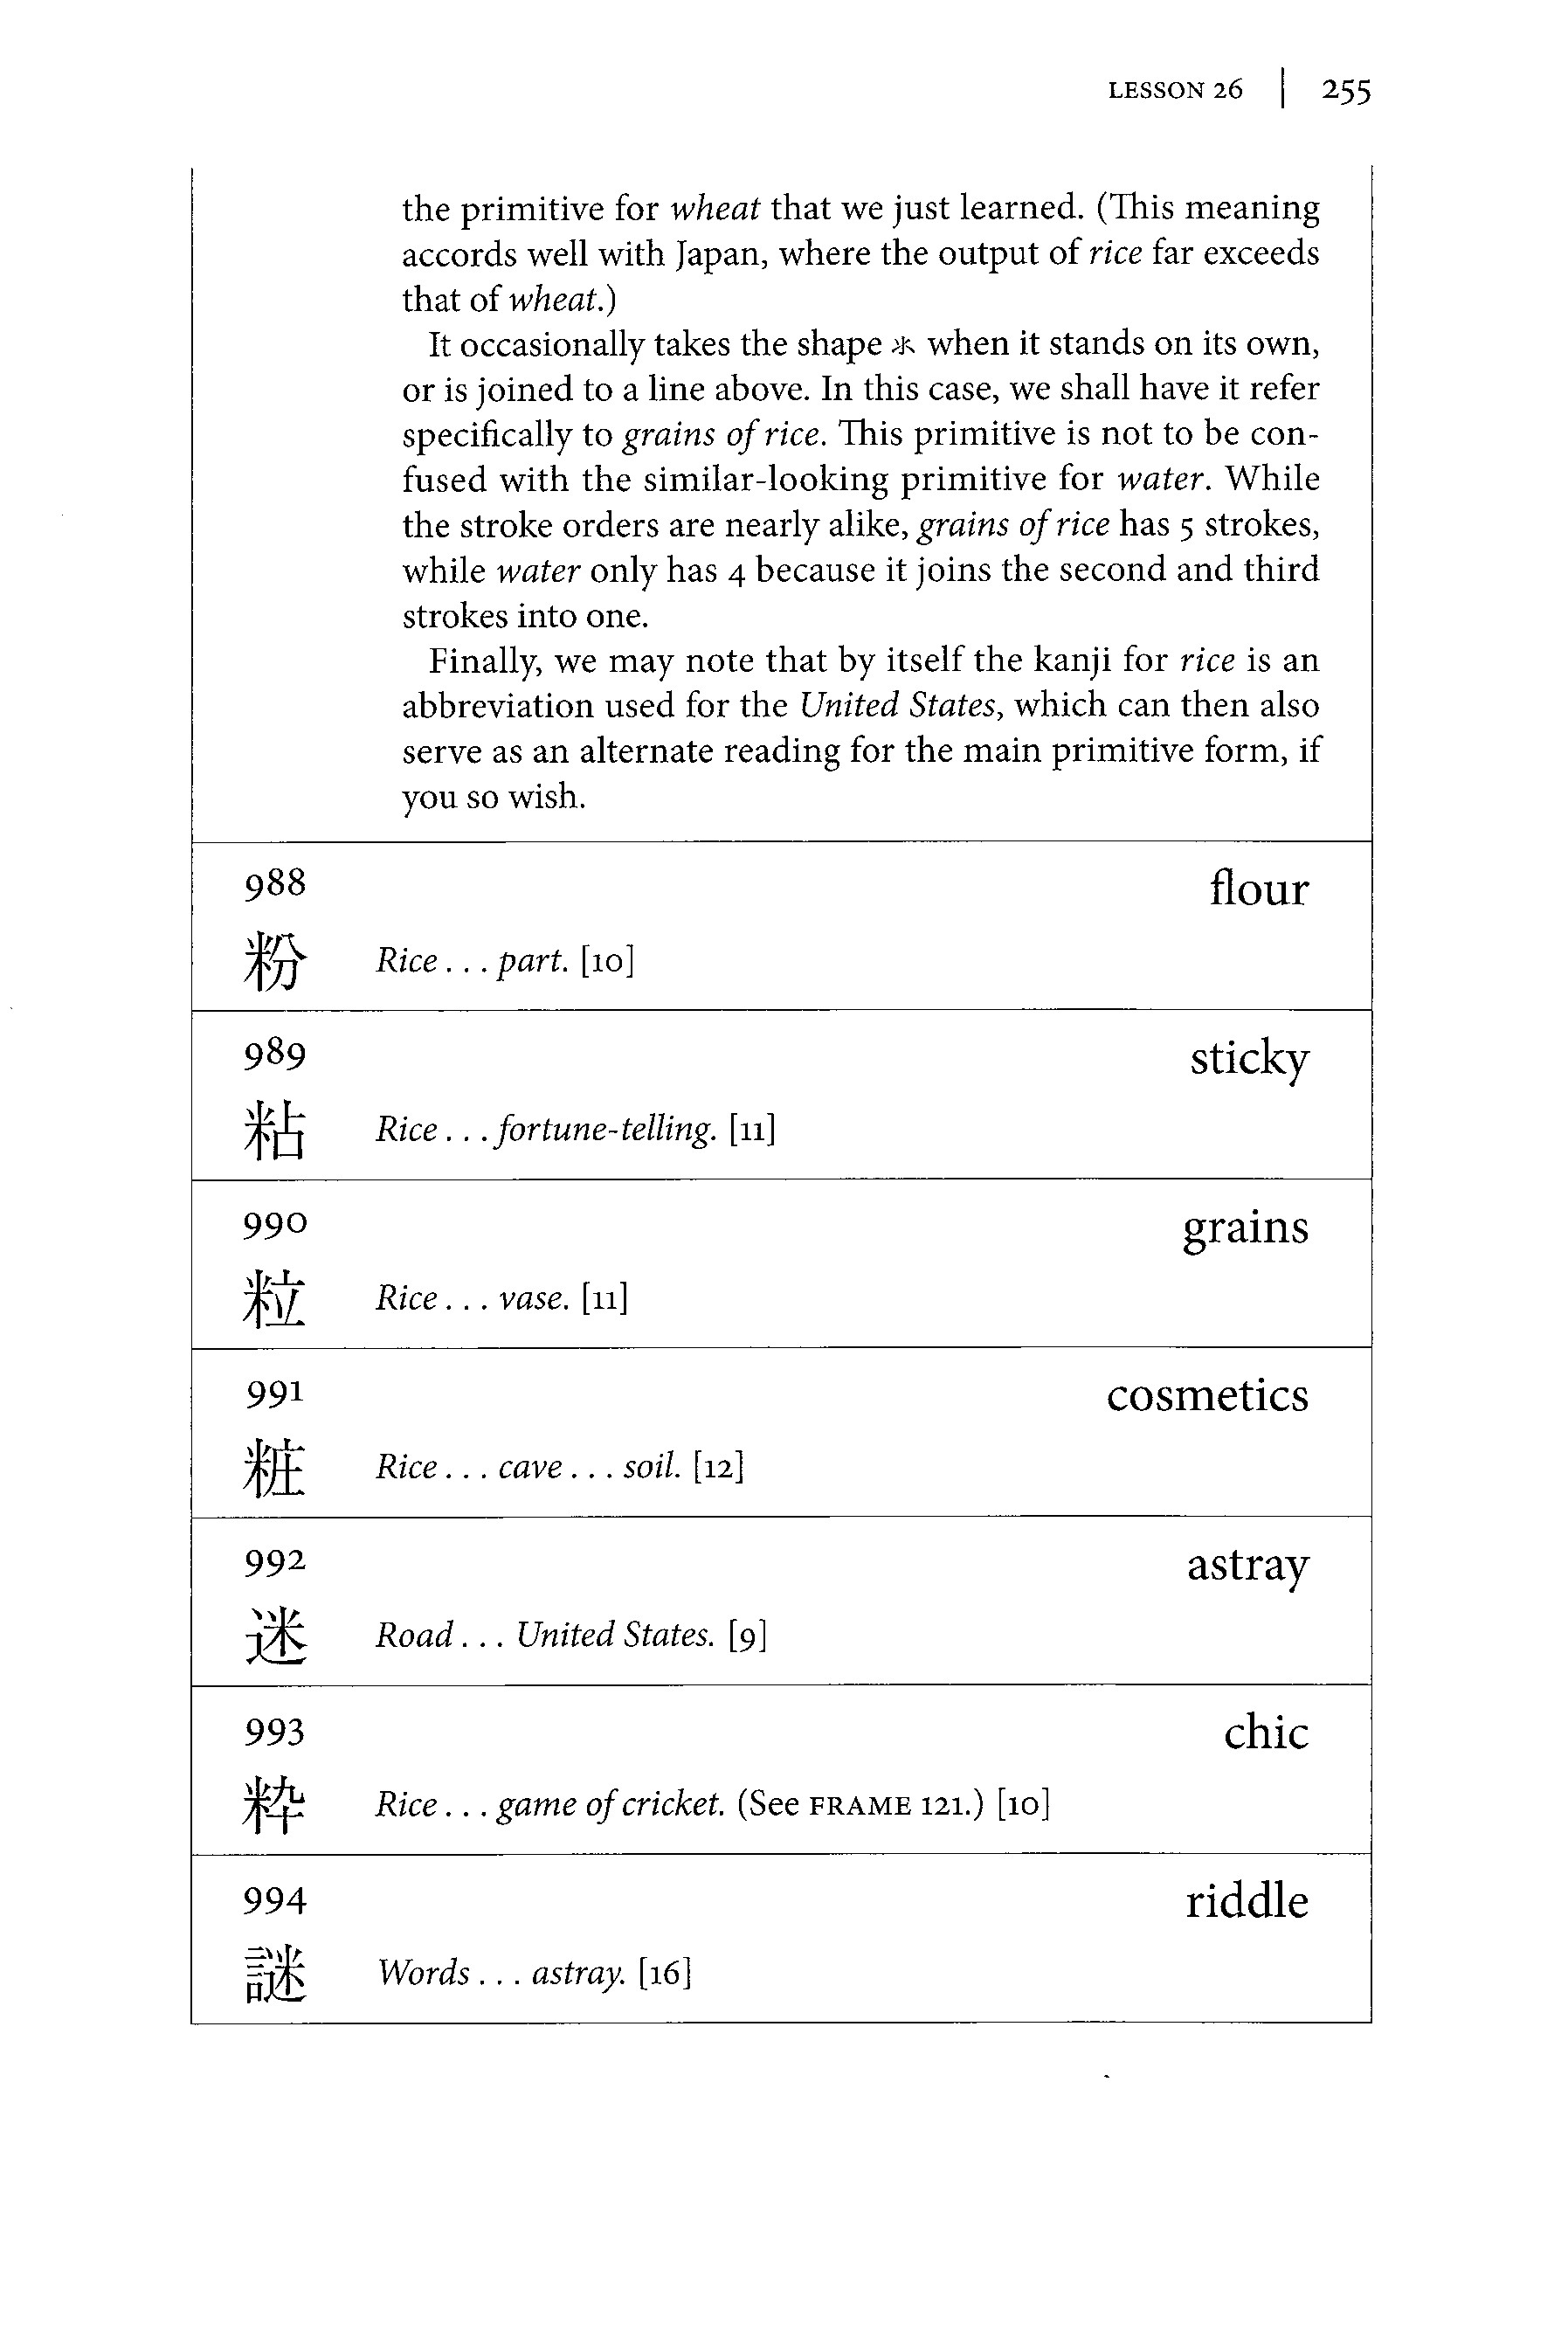 LESSON 26 | 255
the primitive for wheat that we just learned. (This meaning
accords well with Japan, where the output of rice far exceeds
that of wheat.)
It occasionally takes the shape 氺 when it stands on its own,
or is joined to a line above. In this case, we shall have it refer
specifically to grains of rice. This primitive is not to be con-
fused with the similar-looking primitive for water. While
the stroke orders are nearly alike, grains of rice has 5 strokes,
while water only has 4 because it joins the second and third
strokes into one.
Finally, we may note that by itself the kanji for rice is an
abbreviation used for the United States, which can then also
serve as an alternate reading for the main primitive form, if
you so wish.
988 flour
粉 Rice . . . part. [10]
989 sticky
粘 Rice . . . fortune-telling. [11]
990 grains
粒 Rice . . . vase. [11]
991 cosmetics
粧 Rice . . . cave . . . soil. [12]
992 astray
迷 Road . . . United States. [9]
993 chic
粋 Rice . . . game of cricket. (See FRAME 121.) [10]
994 riddle
謎 Words . . . astray. [16]